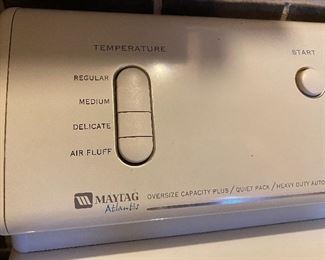 TEMPERATURE
START
REGULAR
MEDIUM
DELICATE
AIR FLUFF
MAYTAG
Atlantis
OVERSIZE CAPACITY PLUS / QUIET PACK / HEAVY DUTY AUTO